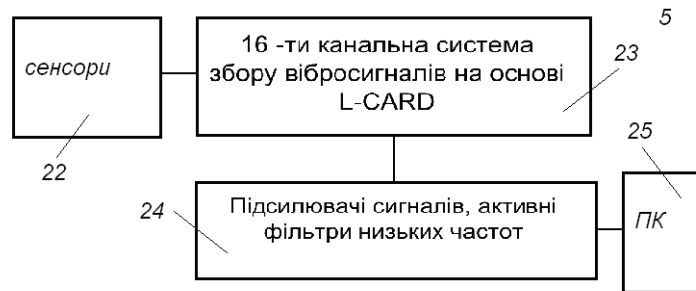 5
сенсори
16 -ти канальна система
збору вібросигналів на основі
L-CARD
23
22
25
24
Підсилювачі сигналів, активні
фільтри низьких частот
ПК